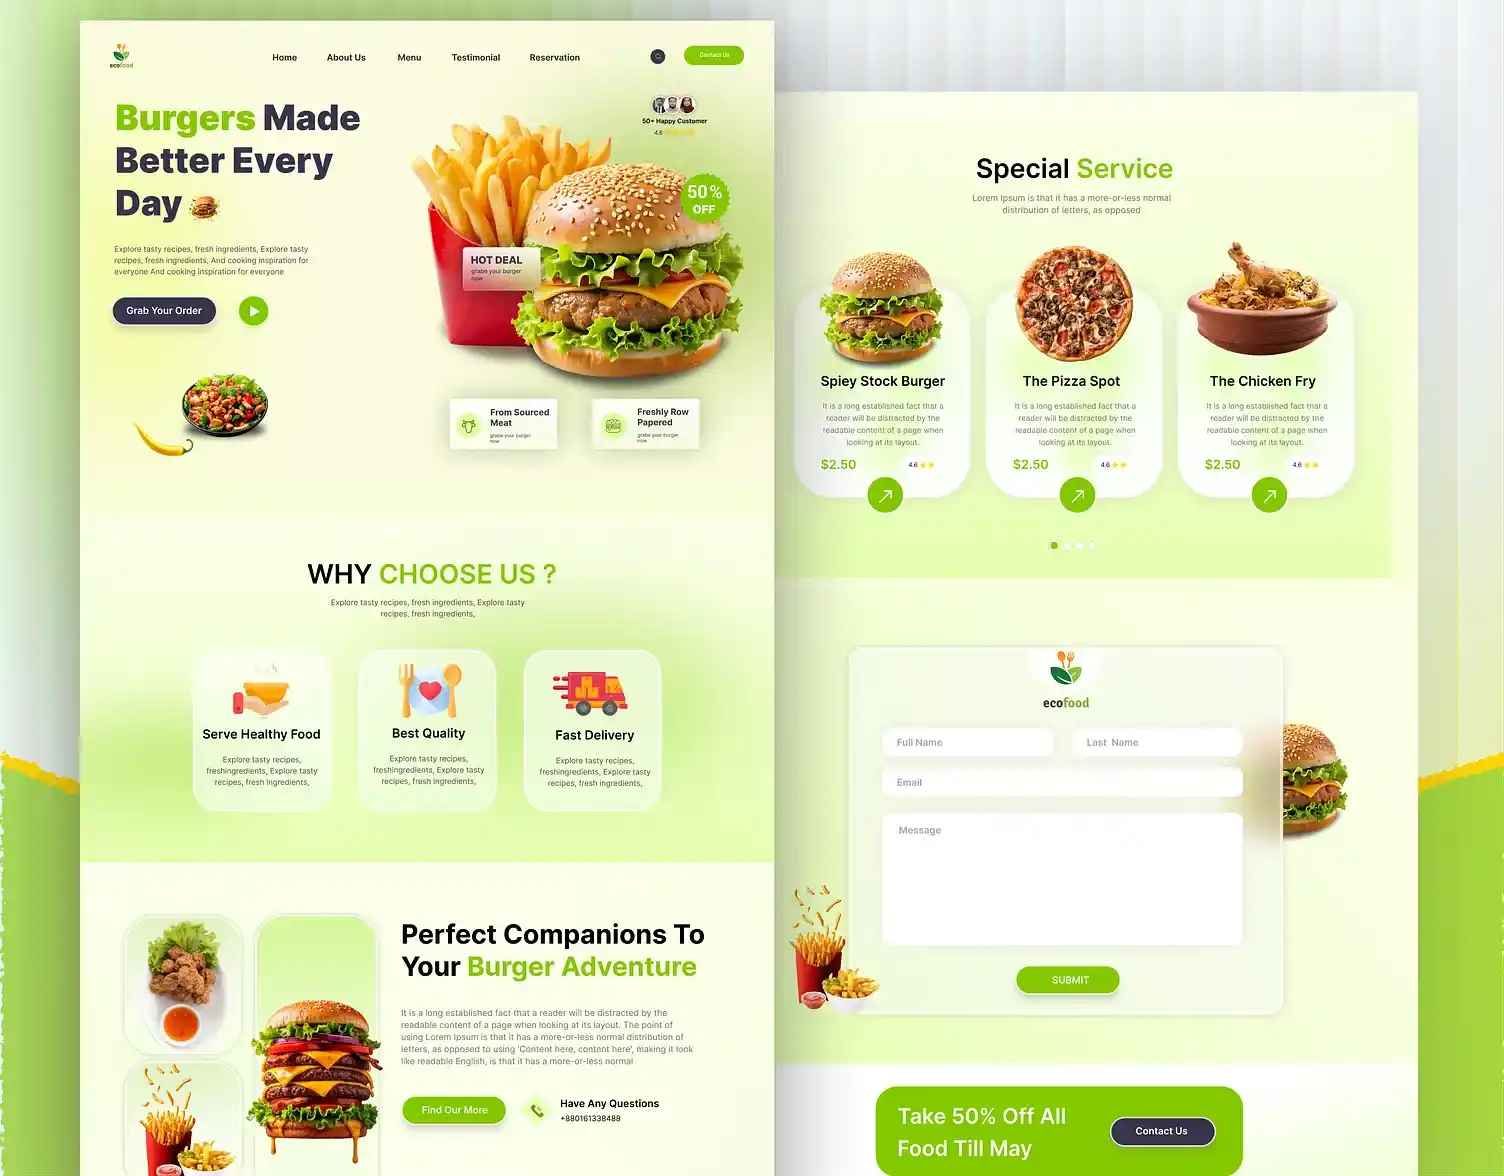 ecofood
Home
About Us
Menu
Testimonial
Reservation
Contact Us
Burgers Made
Better Every
Day
Explore tasty recipes, fresh ingredients, Explore tasty
recipes, fresh ingredients, And cooking inspiration for
everyone And cooking inspiration for everyone
Grab Your Order
50+ Happy Customer
4.6
50%
OFF
HOT DEAL
grabe your burger
now
From Sourced
Meat
grabe your burger
now
Freshly Row
Papered
grabe your burger
now
WHY CHOOSE US ?
Explore tasty recipes, fresh ingredients, Explore tasty
recipes, fresh ingredients,
Serve Healthy Food
Explore tasty recipes,
freshingredients, Explore tasty
recipes, fresh ingredients,
Best Quality
Explore tasty recipes,
freshingredients, Explore tasty
recipes, fresh ingredients,
Fast Delivery
Explore tasty recipes,
freshingredients, Explore tasty
recipes, fresh ingredients,
Perfect Companions To
Your Burger Adventure
It is a long established fact that a reader will be distracted by the
readable content of a page when looking at its layout. The point of
using Lorem Ipsum is that it has a more-or-less normal distribution of
letters, as opposed to using 'Content here, content here', making it look
like readable English, is that it has a more-or-less normal
Find Our More
Have Any Questions
+880161338488
Special Service
Lorem Ipsum is that it has a more-or-less normal
distribution of letters, as opposed
Spiey Stock Burger
It is a long established fact that a
reader will be distracted by the
readable content of a page when
looking at its layout.
$2.50
4.6
The Pizza Spot
It is a long established fact that a
reader will be distracted by the
readable content of a page when
looking at its layout.
$2.50
4.6
The Chicken Fry
It is a long established fact that a
reader will be distracted by the
readable content of a page when
looking at its layout.
$2.50
4.6
ecofood
Full Name
Last Name
Email
Message
SUBMIT
Take 50% Off All
Food Till May
Contact Us